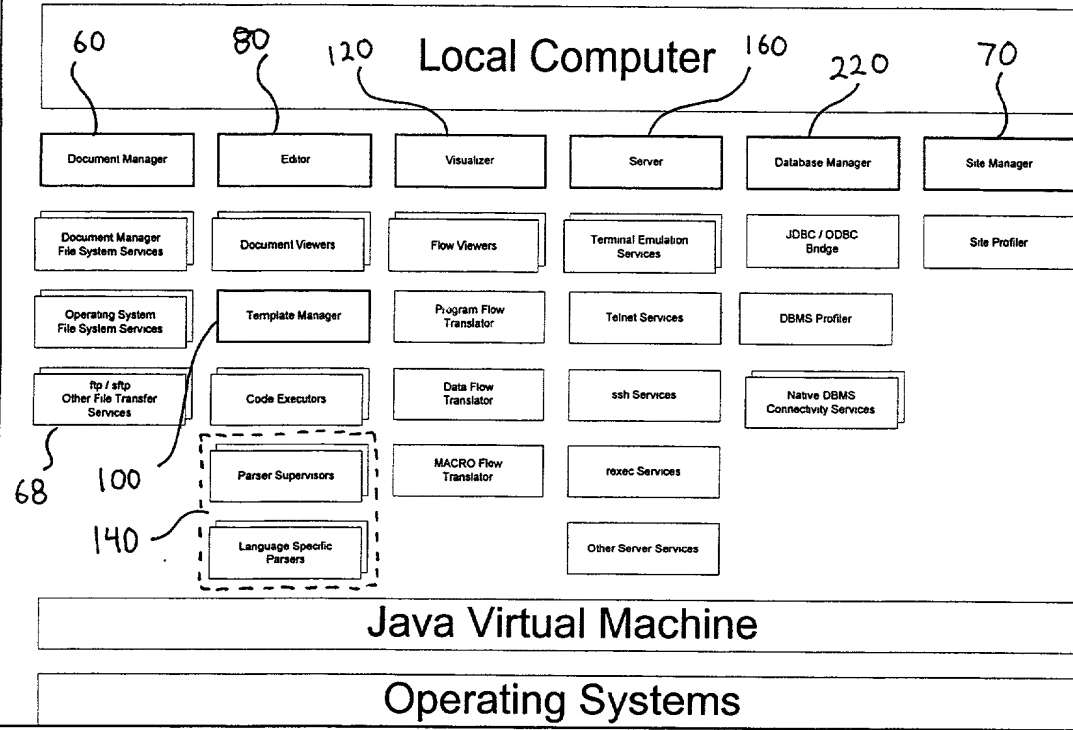 60
80
120
Local Computer
160
220
70
Document Manager
Editor
Visualizer
Server
Database Manager
Site Manager
Document Manager
File System Services
Document Viewers
Flow Viewers
Terminal Emulation
Services
JDBC / ODBC
Bridge
Site Profiler
Operating System
File System Services
Template Manager
Program Flow
Translator
Telnet Services
DBMS Profiler
ftp / sftp
Other File Transfer
Services
Code Executors
Data Flow
Translator
ssh Services
Native DBMS
Connectivity Services
68
100
Parser Supervisors
MACRO Flow
Translator
rexec Services
140
Language Specific
Parsers
Other Server Services
Java Virtual Machine
Operating Systems